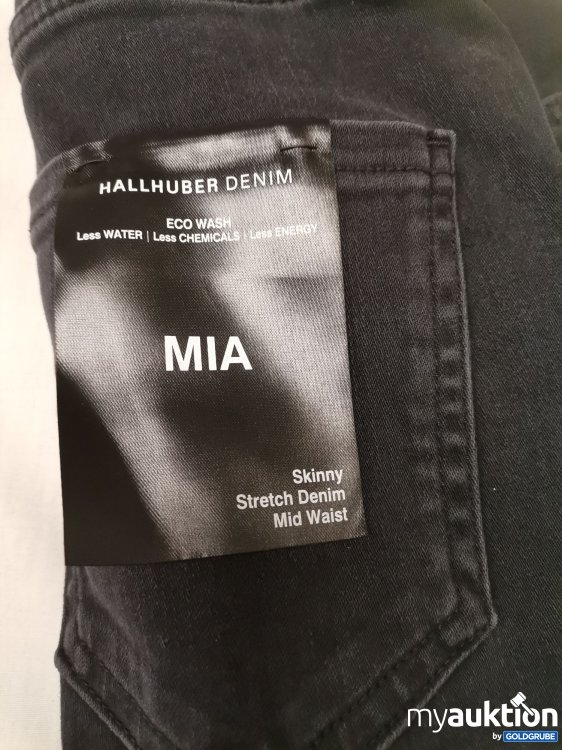 HALLHUBER DENIM
ECO WASH
Less WATER | Less CHEMICALS | Less ENERGY
MIA
Skinny
Stretch Denim
Mid Waist
myauktion
by GOLDGRUBE